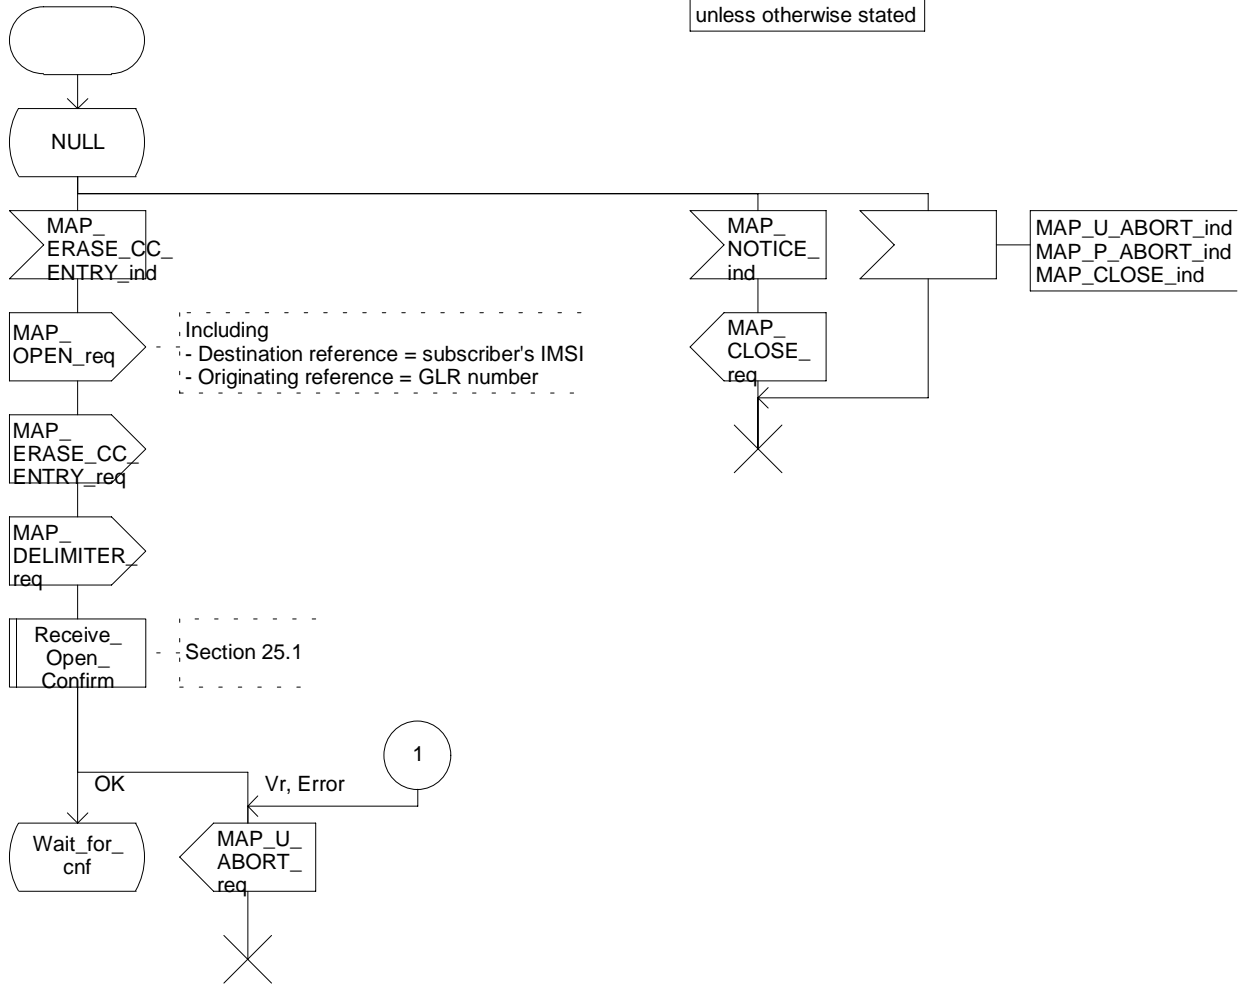 unless otherwise stated
NULL
MAP_
ERASE_CC_
ENTRY_ind
MAP_
NOTICE_
ind
MAP_U_ABORT_ind
MAP_P_ABORT_ind
MAP_CLOSE_ind
MAP_
OPEN_req
Including
- Destination reference = subscriber's IMSI
- Originating reference = GLR number
MAP_
CLOSE_
req
MAP_
ERASE_CC_
ENTRY_req
MAP_
DELIMITER_
req
Receive_
Open_
Confirm
Section 25.1
1
OK
Vr, Error
Wait_for_
cnf
MAP_U_
ABORT_
req